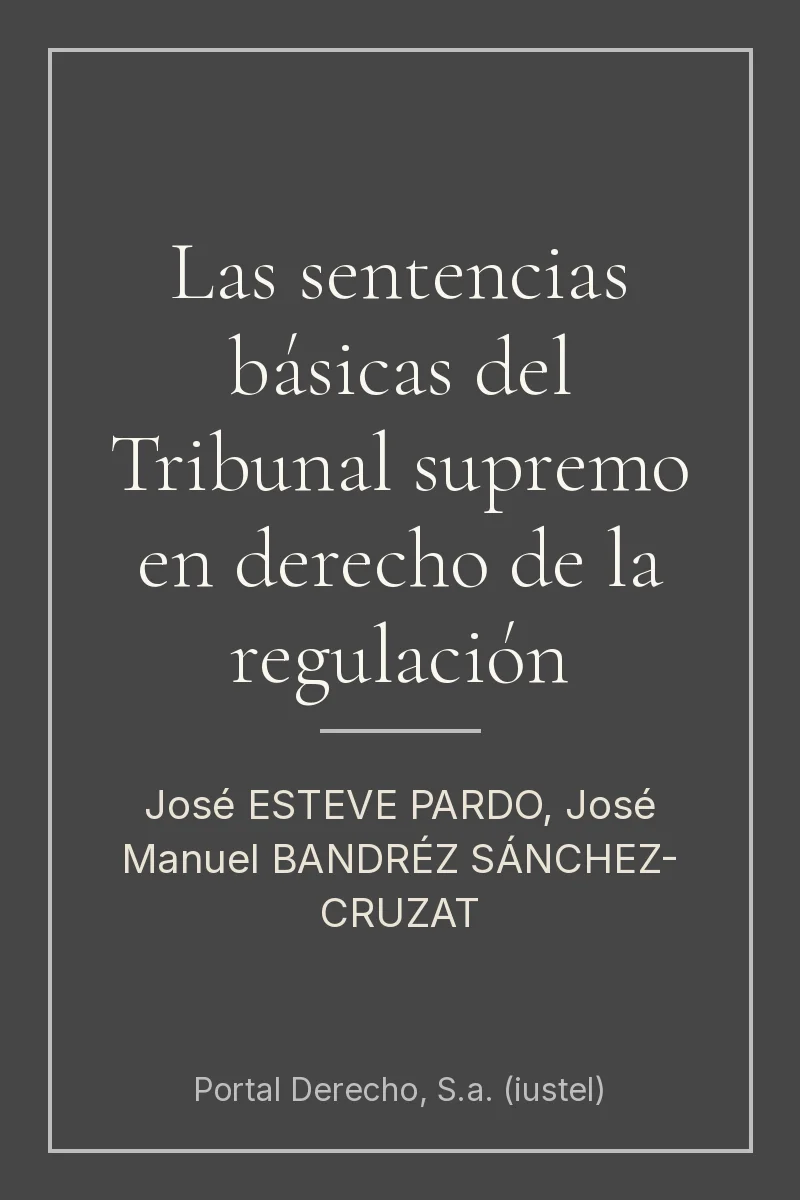 Las sentencias
básicas del
Tribunal supremo
en derecho de la
regulación
José ESTEVE PARDO, José
Manuel BANDRÉZ SÁNCHEZ-
CRUZAT
Portal Derecho, S.a. (iustel)